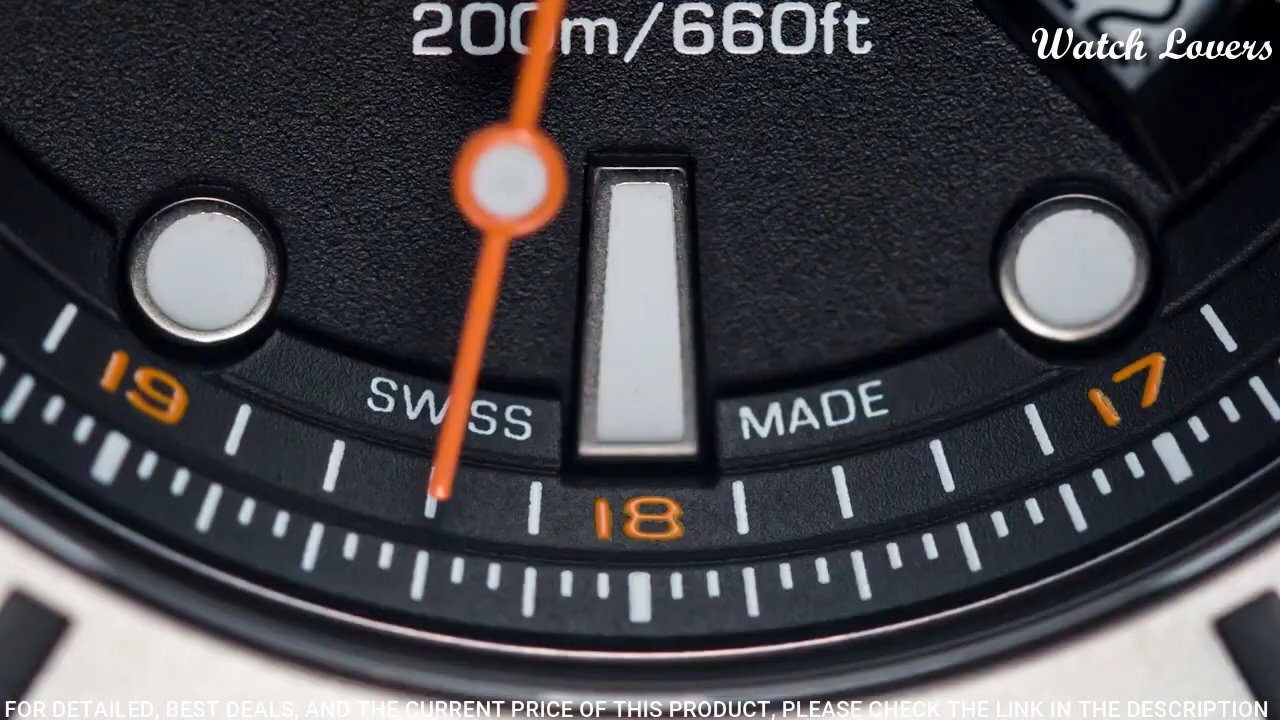 200m/660ft
Watch Lovers
19
SWISS
MADE
17
18
FOR DETAILED, BEST DEALS, AND THE CURRENT PRICE OF THIS PRODUCT, PLEASE CHECK THE LINK IN THE DESCRIPTION